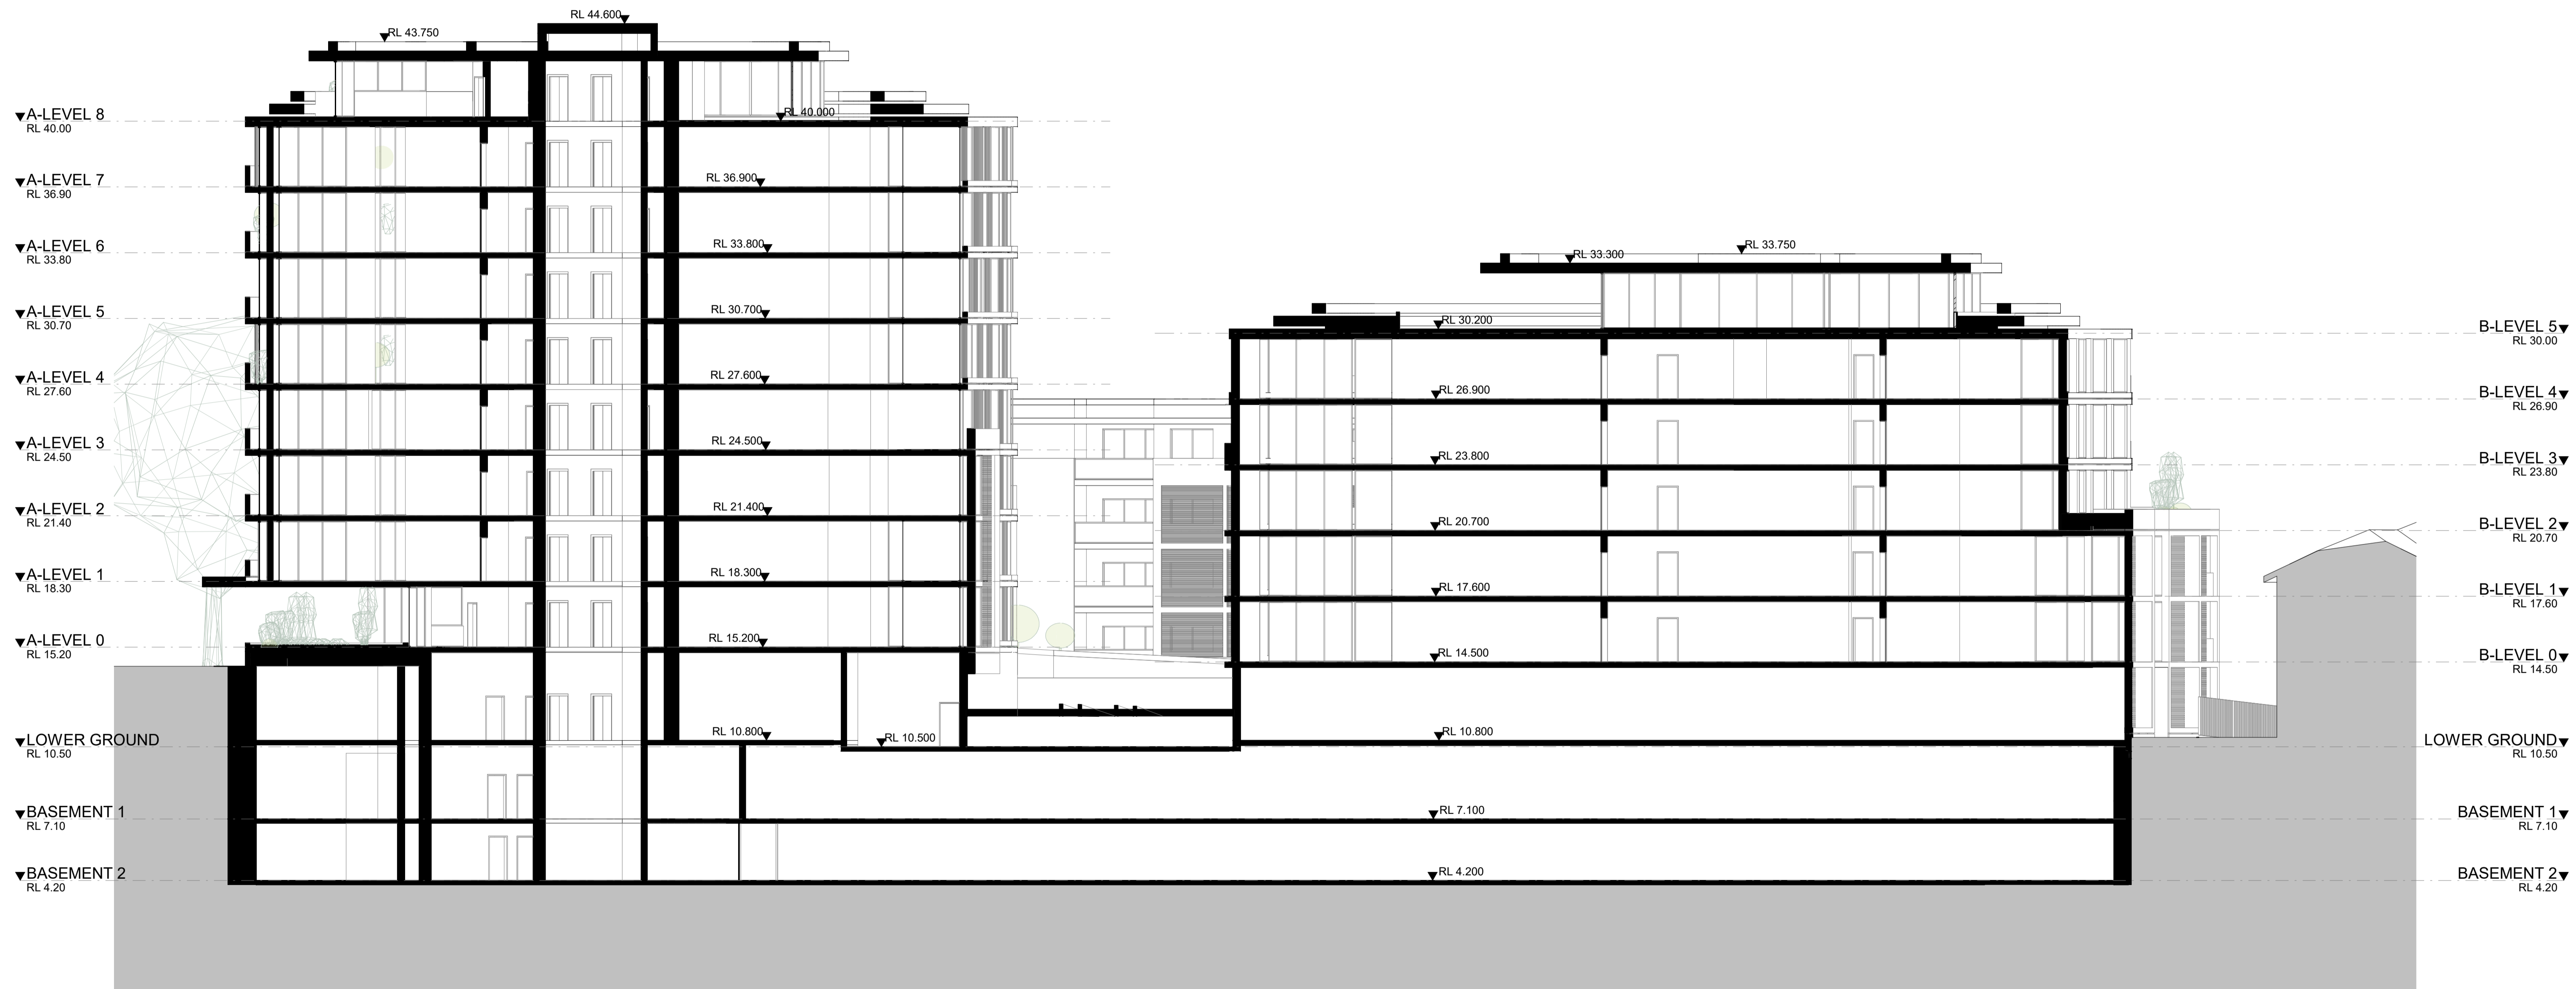 RL 44.600
RL 43.750
A-LEVEL 8
RL 40.00
RL 40.000
A-LEVEL 7
RL 36.90
RL 36.900
A-LEVEL 6
RL 33.80
RL 33.800
RL 33.300
RL 33.750
A-LEVEL 5
RL 30.70
RL 30.700
RL 30.200
B-LEVEL 5
RL 30.00
A-LEVEL 4
RL 27.60
RL 27.600
RL 26.900
B-LEVEL 4
RL 26.90
A-LEVEL 3
RL 24.50
RL 24.500
RL 23.800
B-LEVEL 3
RL 23.80
A-LEVEL 2
RL 21.40
RL 21.400
RL 20.700
B-LEVEL 2
RL 20.70
A-LEVEL 1
RL 18.30
RL 18.300
RL 17.600
B-LEVEL 1
RL 17.60
A-LEVEL 0
RL 15.20
RL 15.200
RL 14.500
B-LEVEL 0
RL 14.50
LOWER GROUND
RL 10.50
RL 10.800
RL 10.500
RL 10.800
LOWER GROUND
RL 10.50
BASEMENT 1
RL 7.10
RL 7.100
BASEMENT 1
RL 7.10
BASEMENT 2
RL 4.20
RL 4.200
BASEMENT 2
RL 4.20